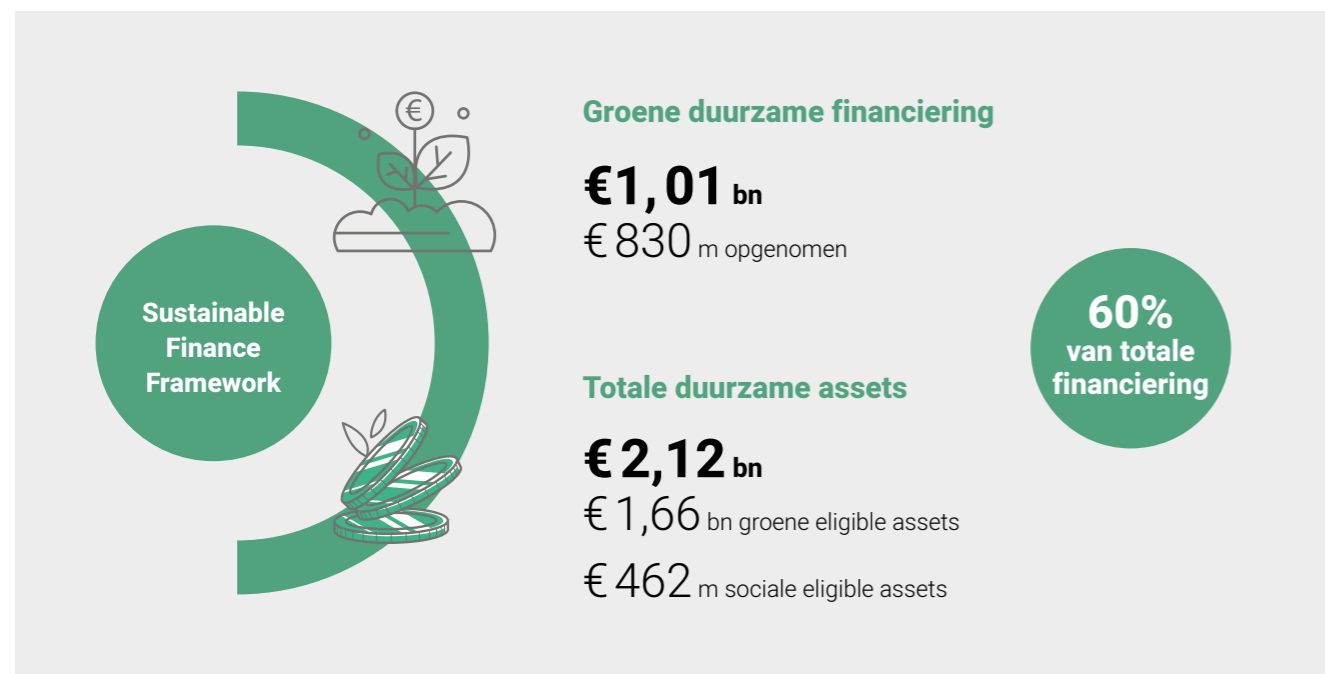 Sustainable
Finance
Framework
€
Groene duurzame financiering
€1,01 bn
€ 830 m opgenomen
Totale duurzame assets
€ 2,12 bn
€ 1,66 bn groene eligible assets
€ 462 m sociale eligible assets
60%
van totale
financiering